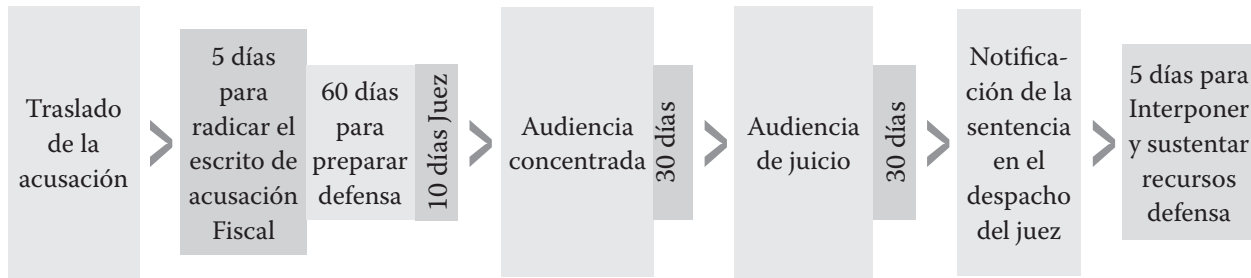 Traslado
de la
acusación
5 días
para
radicar el
escrito de
acusación
Fiscal
60 días
para
preparar
defensa
10 días Juez
Audiencia
concentrada
30 días
Audiencia
de juicio
30 días
Notifica-
ción de la
sentencia
en el
despacho
del juez
5 días para
Interponer
y sustentar
recursos
defensa